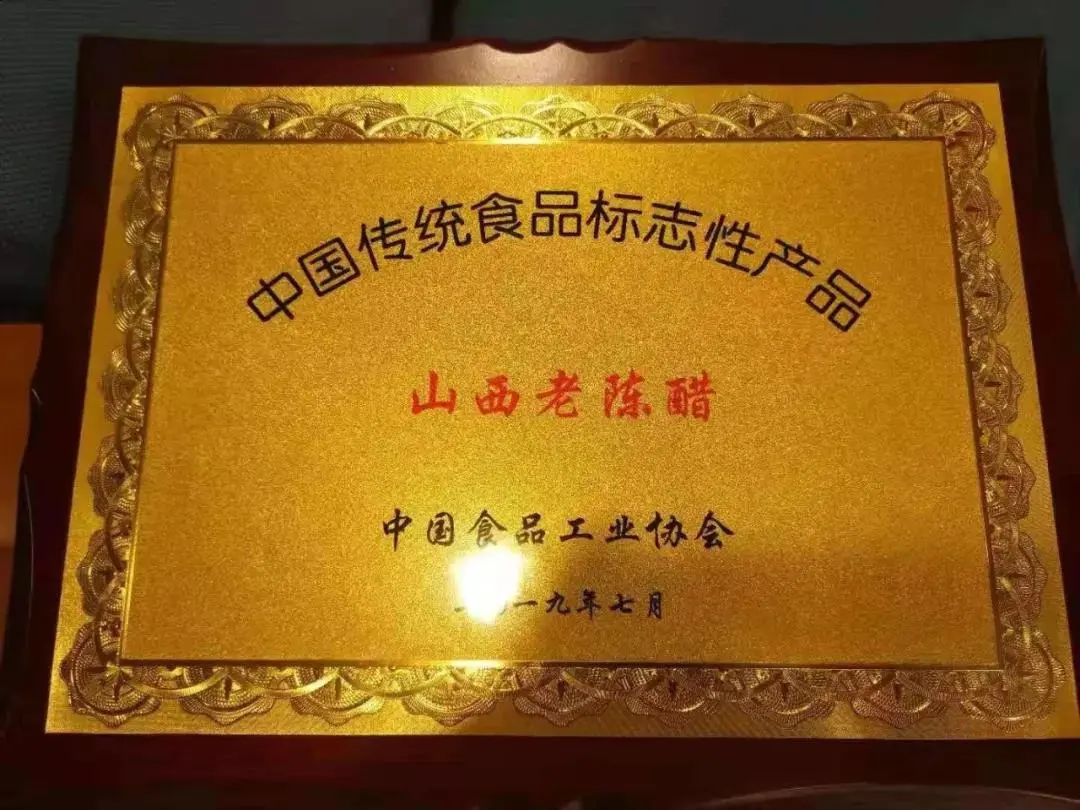 中国传统食品标志性产品
山西老陈醋
中国食品工业协会
一九年七月